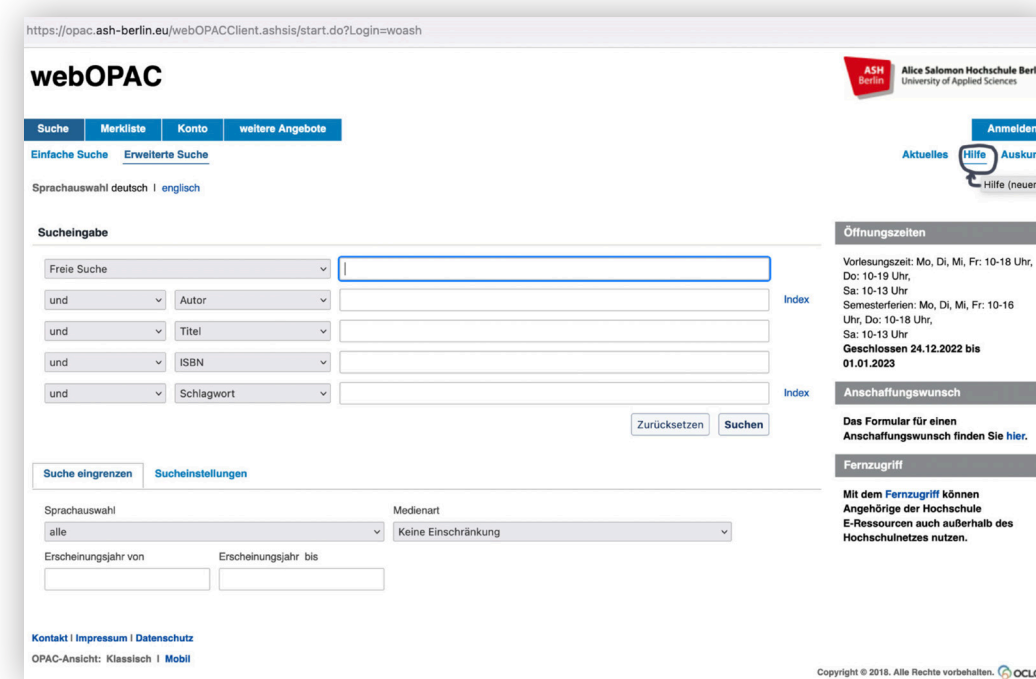 https://opac.ash-berlin.eu/webOPACClient.ashsis/start.do?Login=woash
webOPAC
ASH Berlin
Alice Salomon Hochschule Berl
University of Applied Sciences
Suche Merkliste Konto weitere Angebote Anmelden
Einfache Suche Erweiterte Suche Aktuelles Hilfe Auskun
Sprachauswahl deutsch | englisch
Hilfe (neuer
Sucheingabe
Freie Suche
und Autor Index
und Titel
und ISBN
und Schlagwort Index
Zurücksetzen Suchen
Suche eingrenzen Sucheinstellungen
Sprachauswahl Medienart
alle Keine Einschränkung
Erscheinungsjahr von Erscheinungsjahr bis
Öffnungszeiten
Vorlesungszeit: Mo, Di, Mi, Fr: 10-18 Uhr,
Do: 10-19 Uhr,
Sa: 10-13 Uhr
Semesterferien: Mo, Di, Mi, Fr: 10-16
Uhr, Do: 10-18 Uhr,
Sa: 10-13 Uhr
Geschlossen 24.12.2022 bis
01.01.2023
Anschaffungswunsch
Das Formular für einen
Anschaffungswunsch finden Sie hier.
Fernzugriff
Mit dem Fernzugriff können
Angehörige der Hochschule
E-Ressourcen auch außerhalb des
Hochschulnetzes nutzen.
Kontakt | Impressum | Datenschutz
OPAC-Ansicht: Klassisch | Mobil
Copyright © 2018. Alle Rechte vorbehalten. OCLC